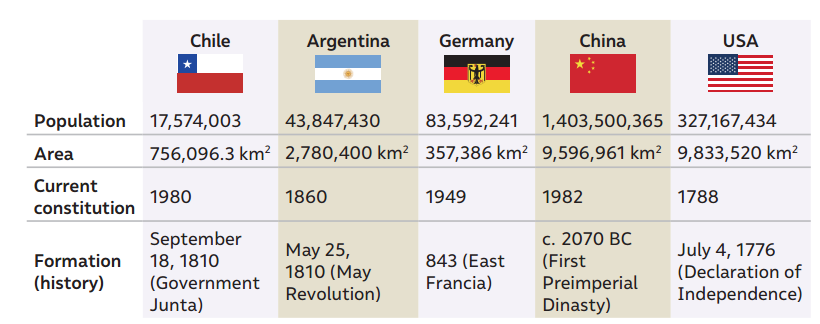 Chile Argentina Germany China USA
Population 17,574,003 43,847,430 83,592,241 1,403,500,365 327,167,434
Area 756,096.3 km² 2,780,400 km² 357,386 km² 9,596,961 km² 9,833,520 km²
Current
constitution 1980 1860 1949 1982 1788
Formation
(history)
September
18, 1810
(Government
Junta)
May 25,
1810 (May
Revolution)
843 (East
Francia)
c. 2070 BC
(First
Preimperial
Dinasty)
July 4, 1776
(Declaration of
Independence)